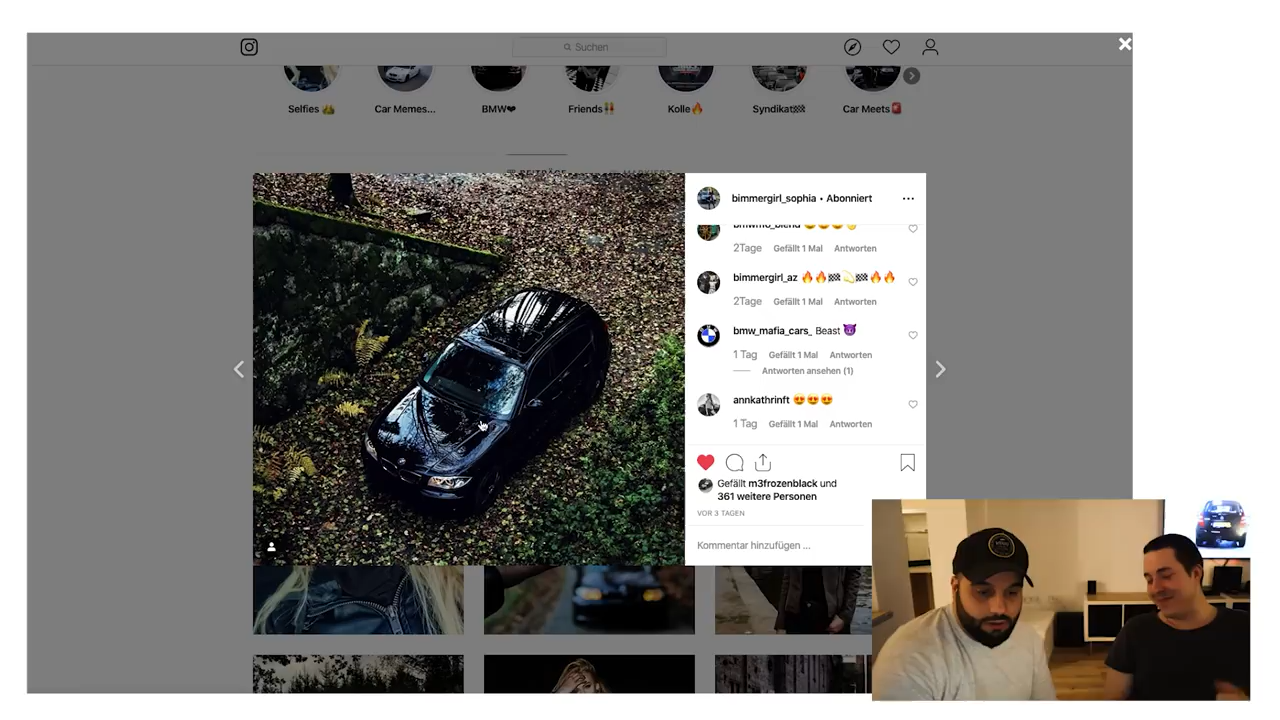 Suchen
Selfies
Car Memes...
BMW❤
Friends
Kolle🔥
Syndikat🏁
Car Meets🚨
bimmergirl_sophia • Abonniert
bmwmo_blend
2Tage Gefällt 1 Mal Antworten
bimmergirl_az 🔥🔥🏁💫🏁🔥🔥
2Tage Gefällt 1 Mal Antworten
bmw_mafia_cars_ Beast 😈
1 Tag Gefällt 1 Mal Antworten
Antworten ansehen (1)
annkathrinft 😍😍😍
1 Tag Gefällt 1 Mal Antworten
Gefällt m3frozenblack und
361 weitere Personen
VOR 3 TAGEN
Kommentar hinzufügen ...